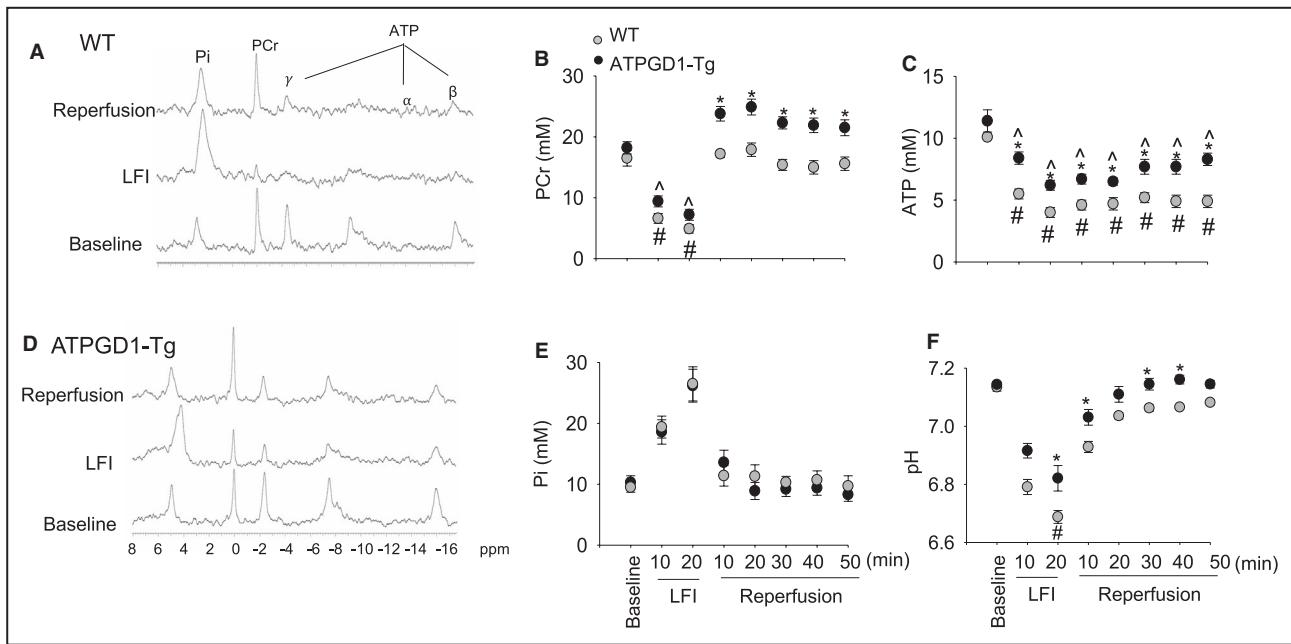 A WT
Pi
PCr
ATP
γ
α
β
Reperfusion
LFI
Baseline
WT
ATPGD1-Tg
B
30
20
10
0
PCr (mM)
* * * * *
^ ^
# #
C
15
10
5
0
ATP (mM)
^ ^ ^ ^ ^ ^ ^
* * * * * * *
# # # # # # #
D ATPGD1-Tg
Reperfusion
LFI
Baseline
8 6 4 2 0 -2 -4 -6 -8 -10 -12 -14 -16 ppm
E
30
20
10
0
Pi (mM)
Baseline 10 20 10 20 30 40 50 (min)
LFI Reperfusion
F
7.2
7.0
6.8
6.6
pH
* * * *
#
Baseline 10 20 10 20 30 40 50 (min)
LFI Reperfusion